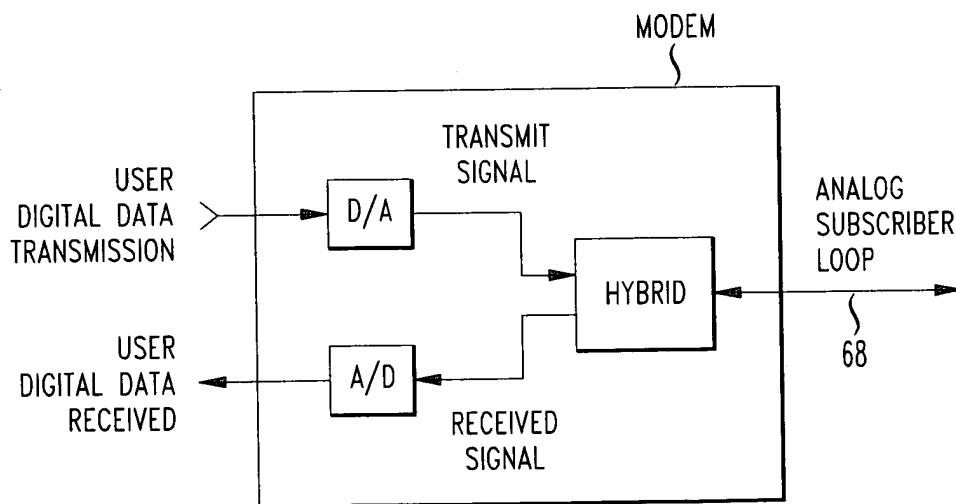 MODEM
TRANSMIT
SIGNAL
USER
DIGITAL DATA
TRANSMISSION
D/A
ANALOG
SUBSCRIBER
LOOP
HYBRID
68
USER
DIGITAL DATA
RECEIVED
A/D
RECEIVED
SIGNAL